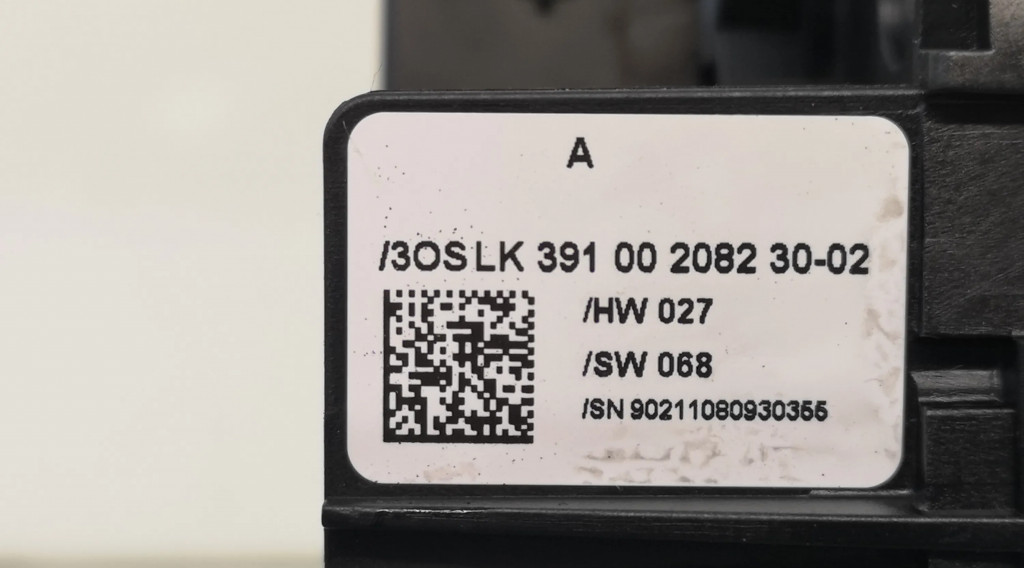 A
/3OSLK 391 00 2082 30-02
/HW 027
/SW 068
/SN 90211080930355